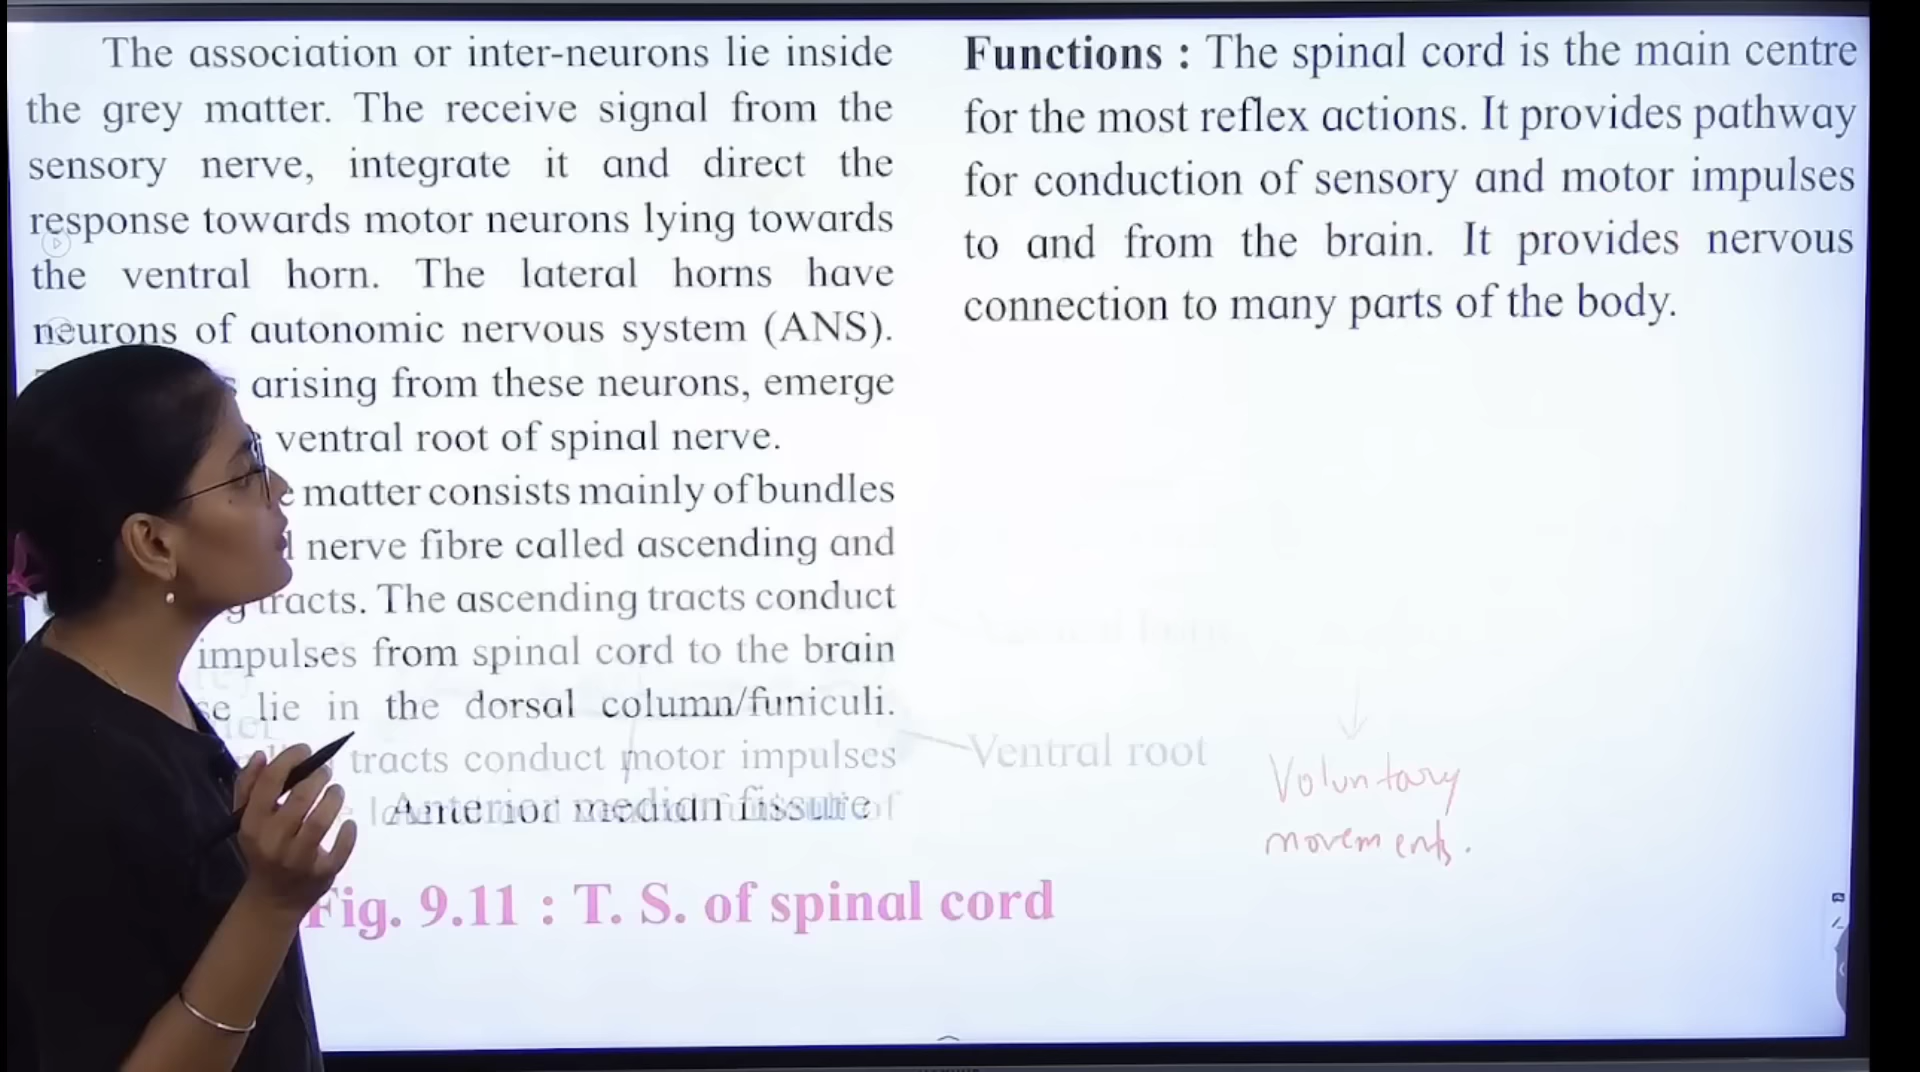 The association or inter-neurons lie inside
the grey matter. The receive signal from the
sensory nerve, integrate it and direct the
response towards motor neurons lying towards
the ventral horn. The lateral horns have
neurons of autonomic nervous system (ANS).
arising from these neurons, emerge
ventral root of spinal nerve.
matter consists mainly of bundles
nerve fibre called ascending and
tracts. The ascending tracts conduct
impulses from spinal cord to the brain
lie in the dorsal column/funiculi.
tracts conduct motor impulses
Anterior median fissure
Functions : The spinal cord is the main centre
for the most reflex actions. It provides pathway
for conduction of sensory and motor impulses
to and from the brain. It provides nervous
connection to many parts of the body.
Ventral root
Voluntary
movements.
Fig. 9.11 : T. S. of spinal cord